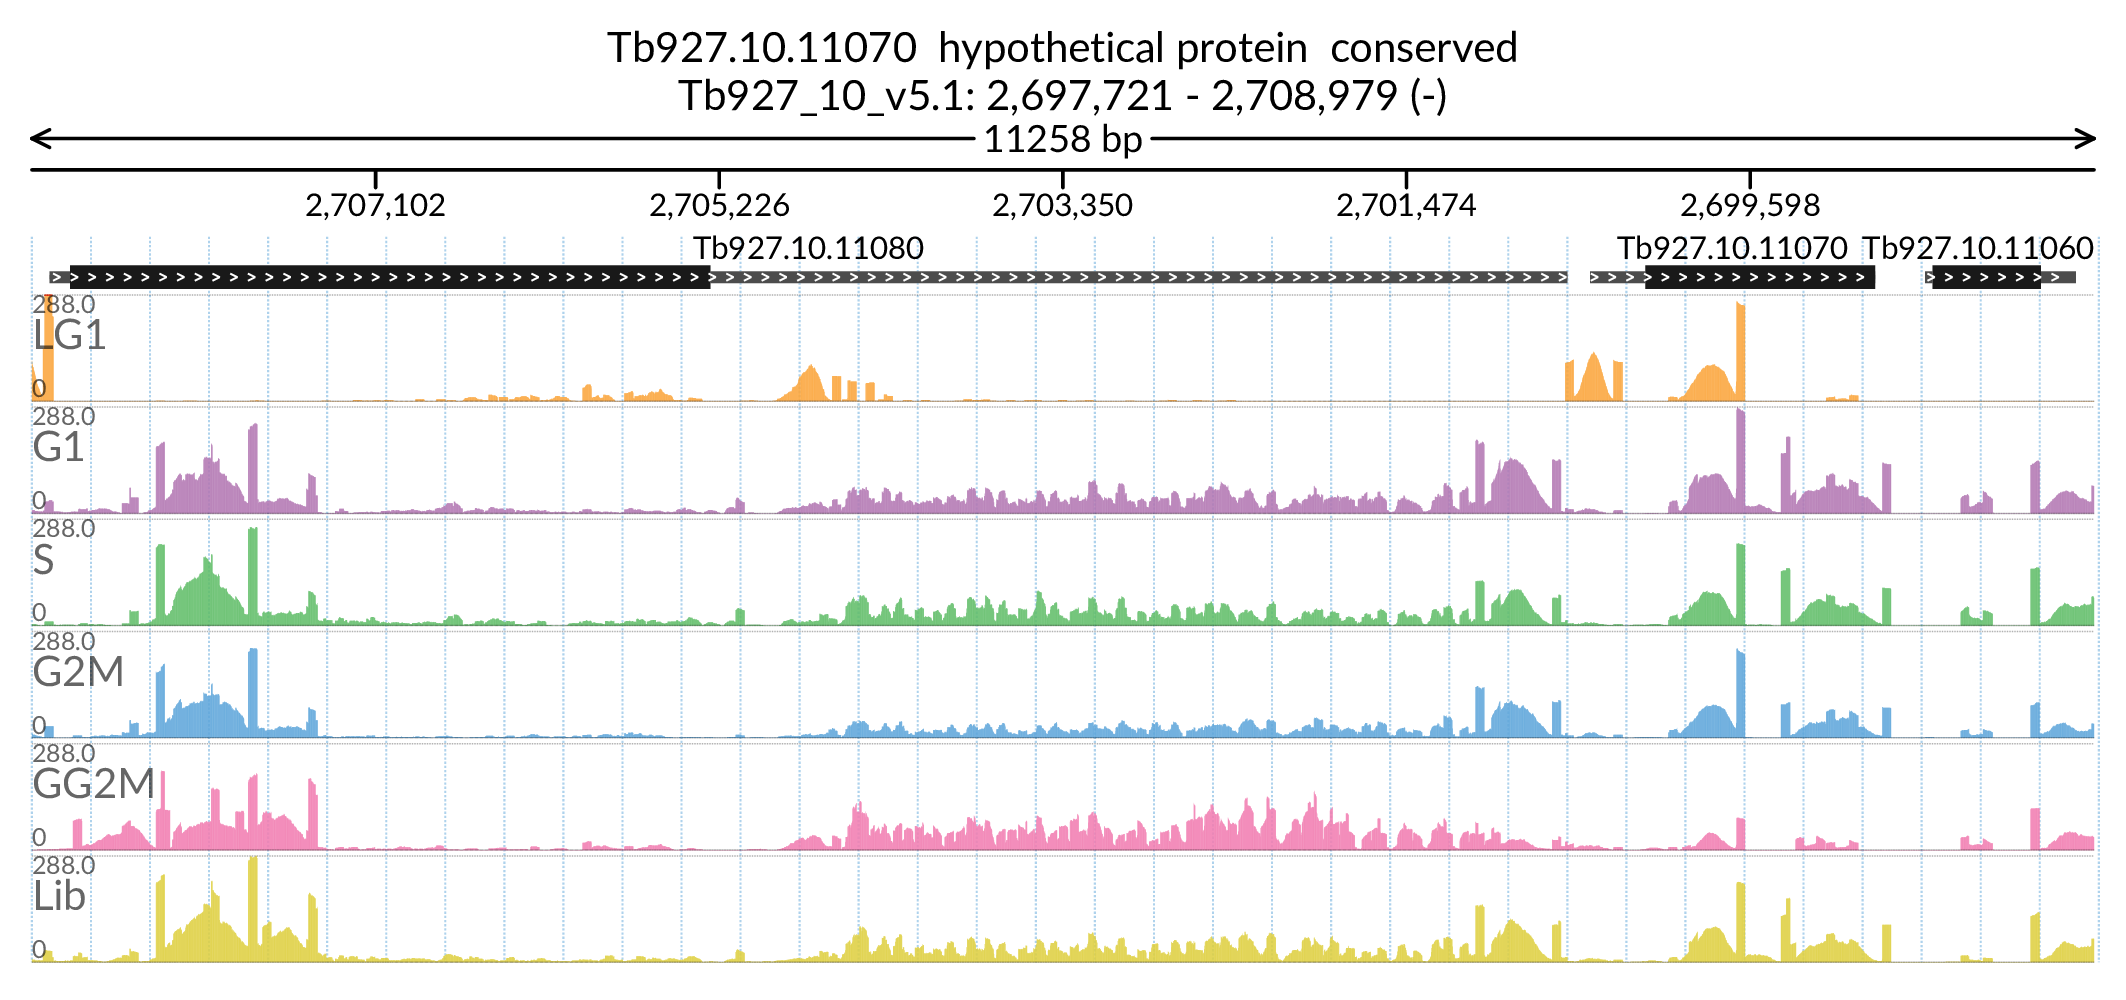 Tb927.10.11070  hypothetical protein  conserved
Tb927_10_v5.1: 2,697,721 - 2,708,979 (-)
11258 bp
2,707,102 2,705,226 2,703,350 2,701,474 2,699,598
Tb927.10.11080 Tb927.10.11070 Tb927.10.11060
288.0
LG1
0
288.0
G1
0
288.0
S
0
288.0
G2M
0
288.0
GG2M
0
288.0
Lib
0